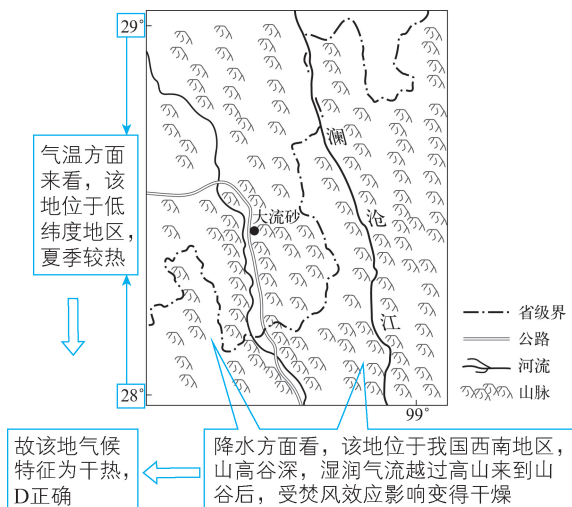 29°
气温方面
来看，该
地位于低
纬度地区，
夏季较热
澜
沧
江
大流砂
省级界
公路
河流
山脉
28°
99°
故该地气候
特征为干热，
D正确
降水方面看，该地位于我国西南地区，
山高谷深，湿润气流越过高山来到山
谷后，受焚风效应影响变得干燥